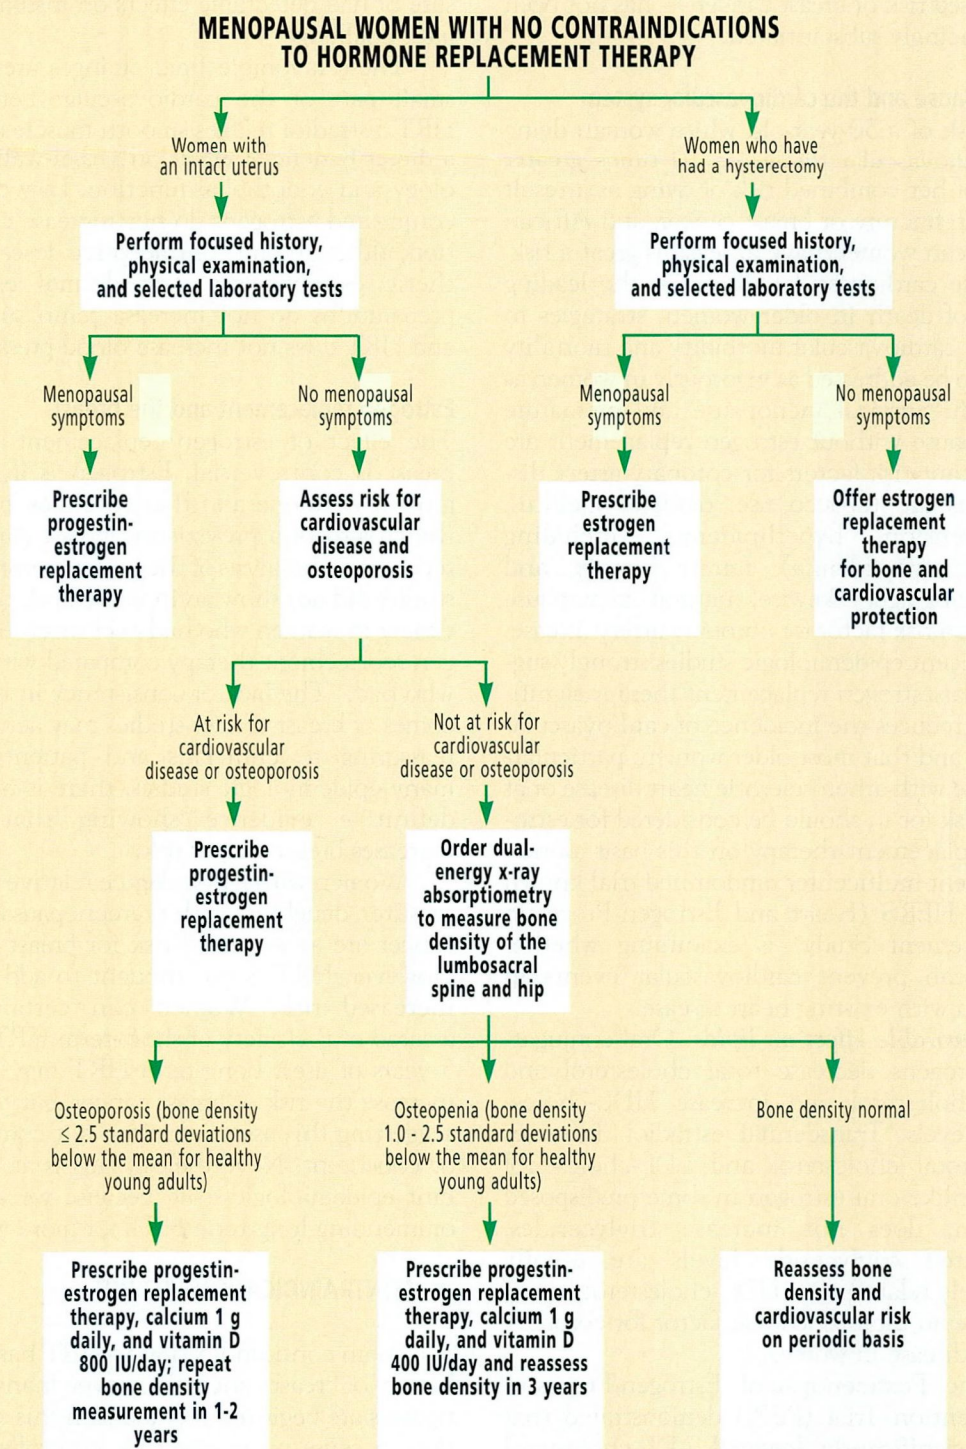 MENOPAUSAL WOMEN WITH NO CONTRAINDICATIONS
TO HORMONE REPLACEMENT THERAPY
Women with
an intact uterus
Women who have
had a hysterectomy
Perform focused history,
physical examination,
and selected laboratory tests
Perform focused history,
physical examination,
and selected laboratory tests
Menopausal
symptoms
No menopausal
symptoms
Menopausal
symptoms
No menopausal
symptoms
Prescribe
progestin-
estrogen
replacement
therapy
Assess risk for
cardiovascular
disease and
osteoporosis
Prescribe
estrogen
replacement
therapy
Offer estrogen
replacement
therapy
for bone and
cardiovascular
protection
At risk for
cardiovascular
disease or osteoporosis
Not at risk for
cardiovascular
disease or osteoporosis
Prescribe
progestin-
estrogen
replacement
therapy
Order dual-
energy x-ray
absorptiometry
to measure bone
density of the
lumbosacral
spine and hip
Osteoporosis (bone density
≤ 2.5 standard deviations
below the mean for healthy
young adults)
Osteopenia (bone density
1.0 - 2.5 standard deviations
below the mean for healthy
young adults)
Bone density normal
Prescribe progestin-
estrogen replacement
therapy, calcium 1 g
daily, and vitamin D
800 IU/day; repeat
bone density
measurement in 1-2
years
Prescribe progestin-
estrogen replacement
therapy, calcium 1 g
daily, and vitamin D
400 IU/day and reassess
bone density in 3 years
Reassess bone
density and
cardiovascular risk
on periodic basis